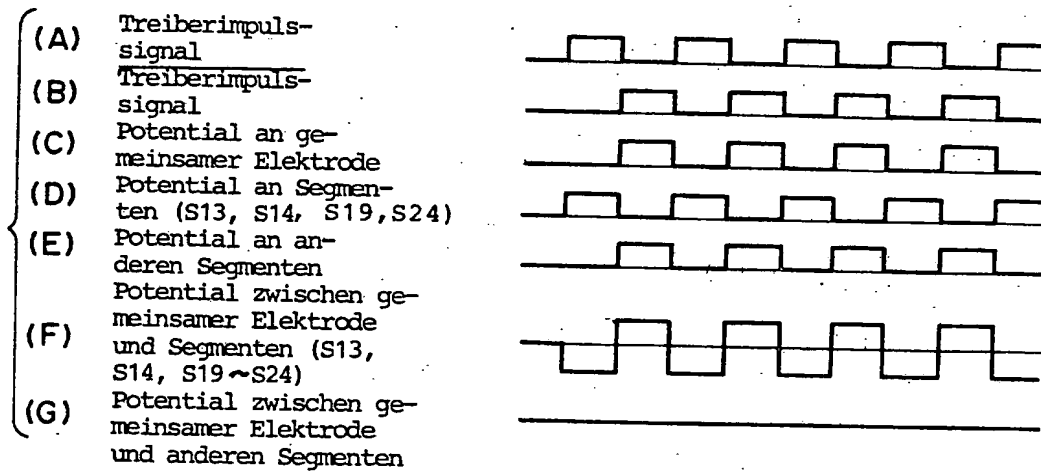 (A) Treiberimpuls-
signal
(B) Treiberimpuls-
signal
(C) Potential an ge-
meinsamer Elektrode
(D) Potential an Segmen-
ten (S13, S14, S19,S24)
(E) Potential an an-
deren Segmenten
(F) Potential zwischen ge-
meinsamer Elektrode
und Segmenten (S13,
S14, S19~S24)
(G) Potential zwischen ge-
meinsamer Elektrode
und anderen Segmenten